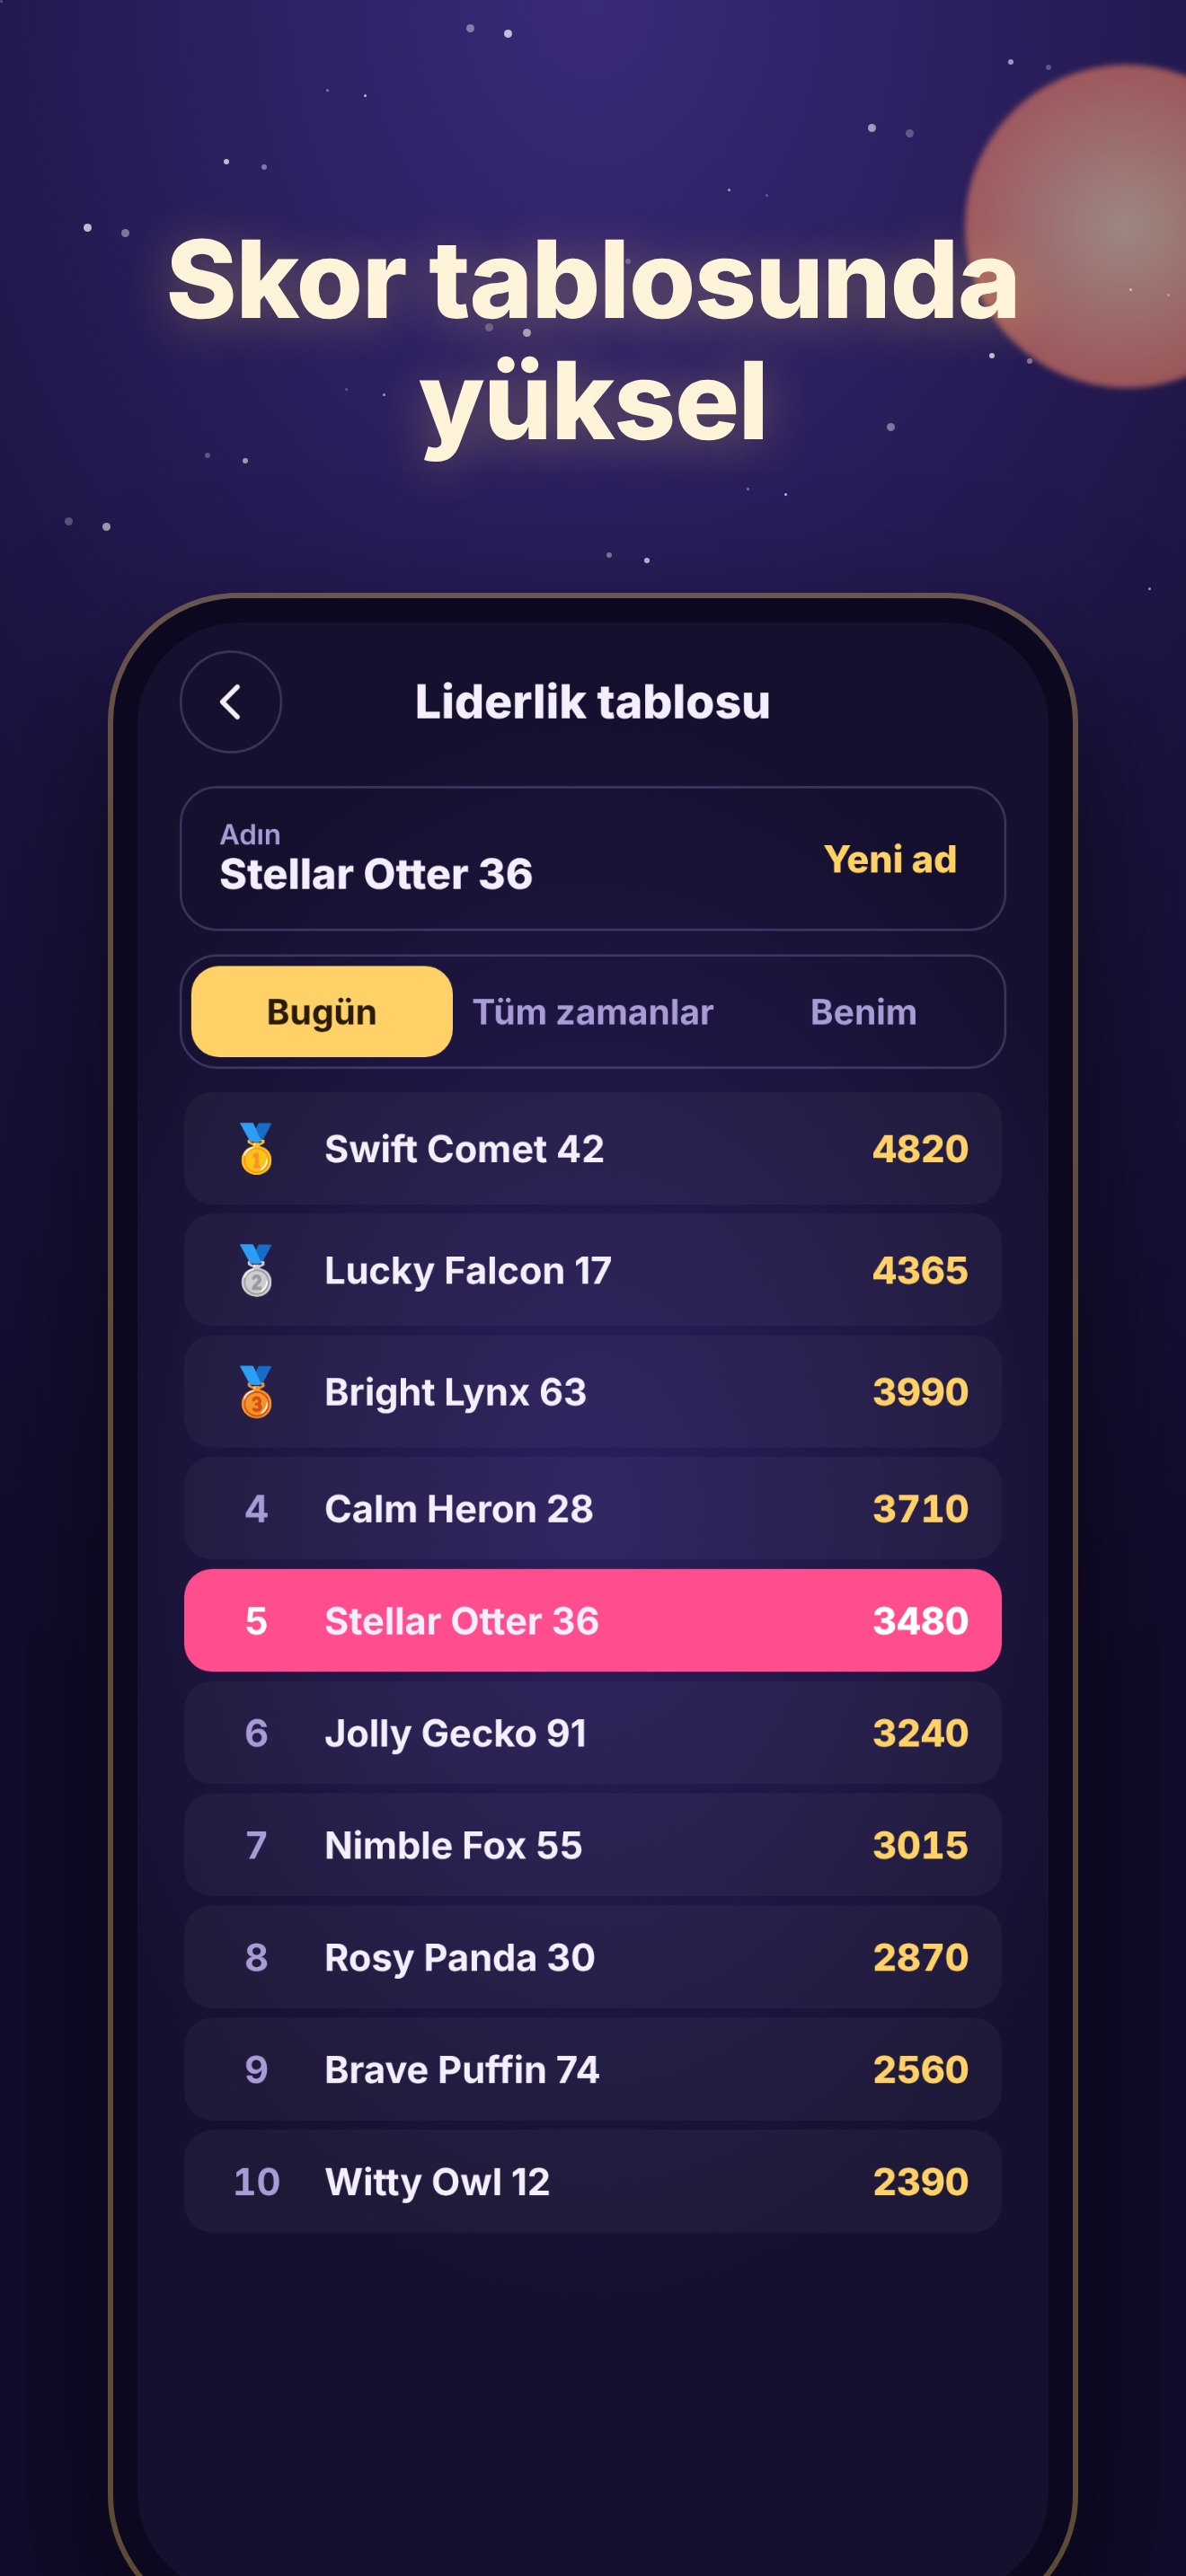 Skor tablosunda
yüksel
Liderlik tablosu
Adın
Stellar Otter 36
Yeni ad
Bugün
Tüm zamanlar
Benim
1 Swift Comet 42 4820
2 Lucky Falcon 17 4365
3 Bright Lynx 63 3990
4 Calm Heron 28 3710
5 Stellar Otter 36 3480
6 Jolly Gecko 91 3240
7 Nimble Fox 55 3015
8 Rosy Panda 30 2870
9 Brave Puffin 74 2560
10 Witty Owl 12 2390